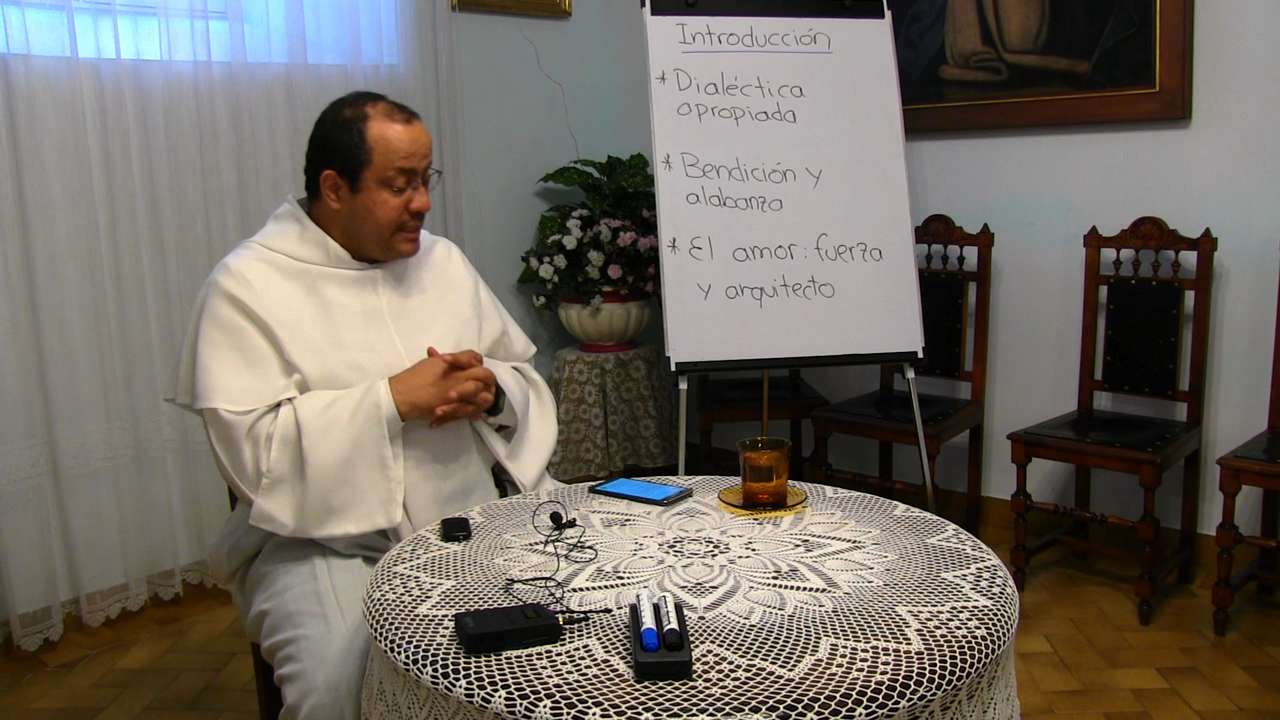 Introducción
* Dialéctica
apropiada
* Bendición y
alabanza
* El amor: fuerza
y arquitecto